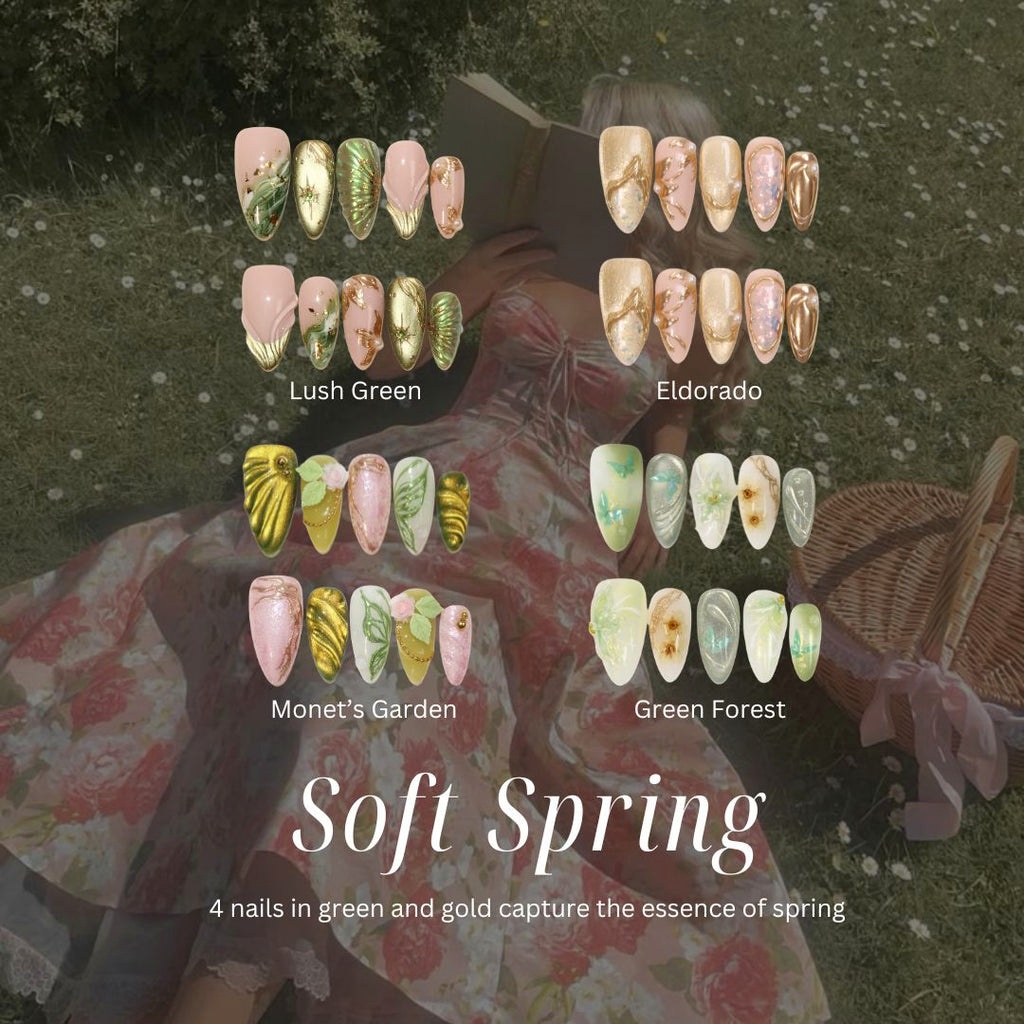 Lush Green
Eldorado
Monet's Garden
Green Forest
Soft Spring
4 nails in green and gold capture the essence of spring